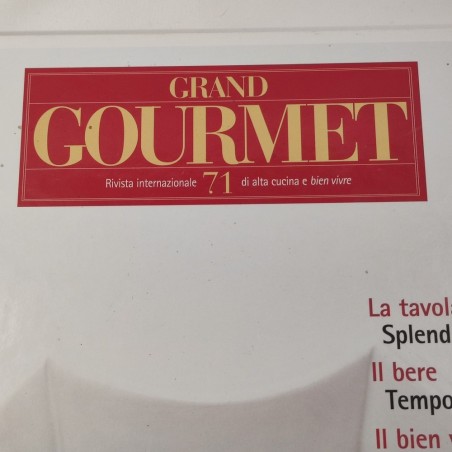 GRAND
GOURMET
Rivista internazionale 71 di alta cucina e bien vivre
La tavola
Splend
Il bere
Tempo
Il bien v